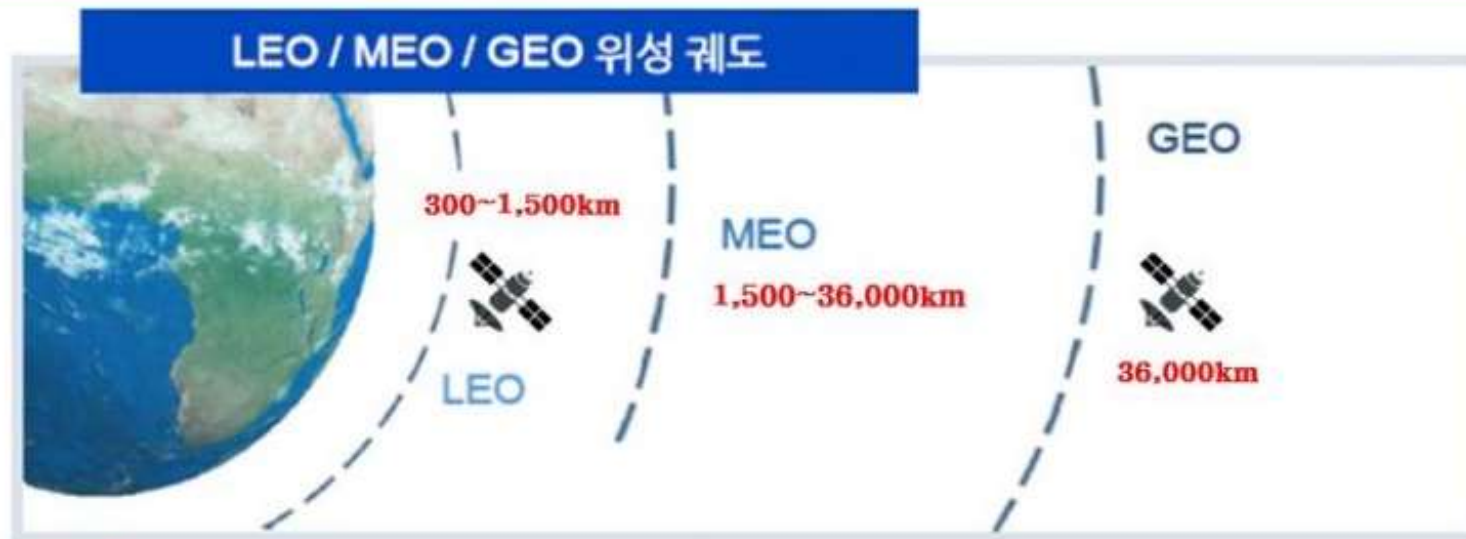 LEO / MEO / GEO 위성 궤도
GEO
300~1,500km
MEO
1,500~36,000km
36,000km
LEO